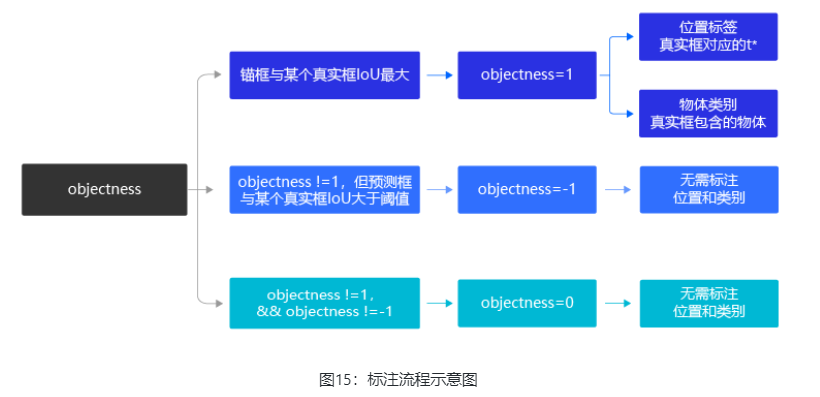 objectness
锚框与某个真实框IoU最大
objectness=1
位置标签
真实框对应的t*
物体类别
真实框包含的物体
objectness !=1，但预测框
与某个真实框IoU大于阈值
objectness=-1
无需标注
位置和类别
objectness !=1，
&& objectness !=-1
objectness=0
无需标注
位置和类别
图15：标注流程示意图